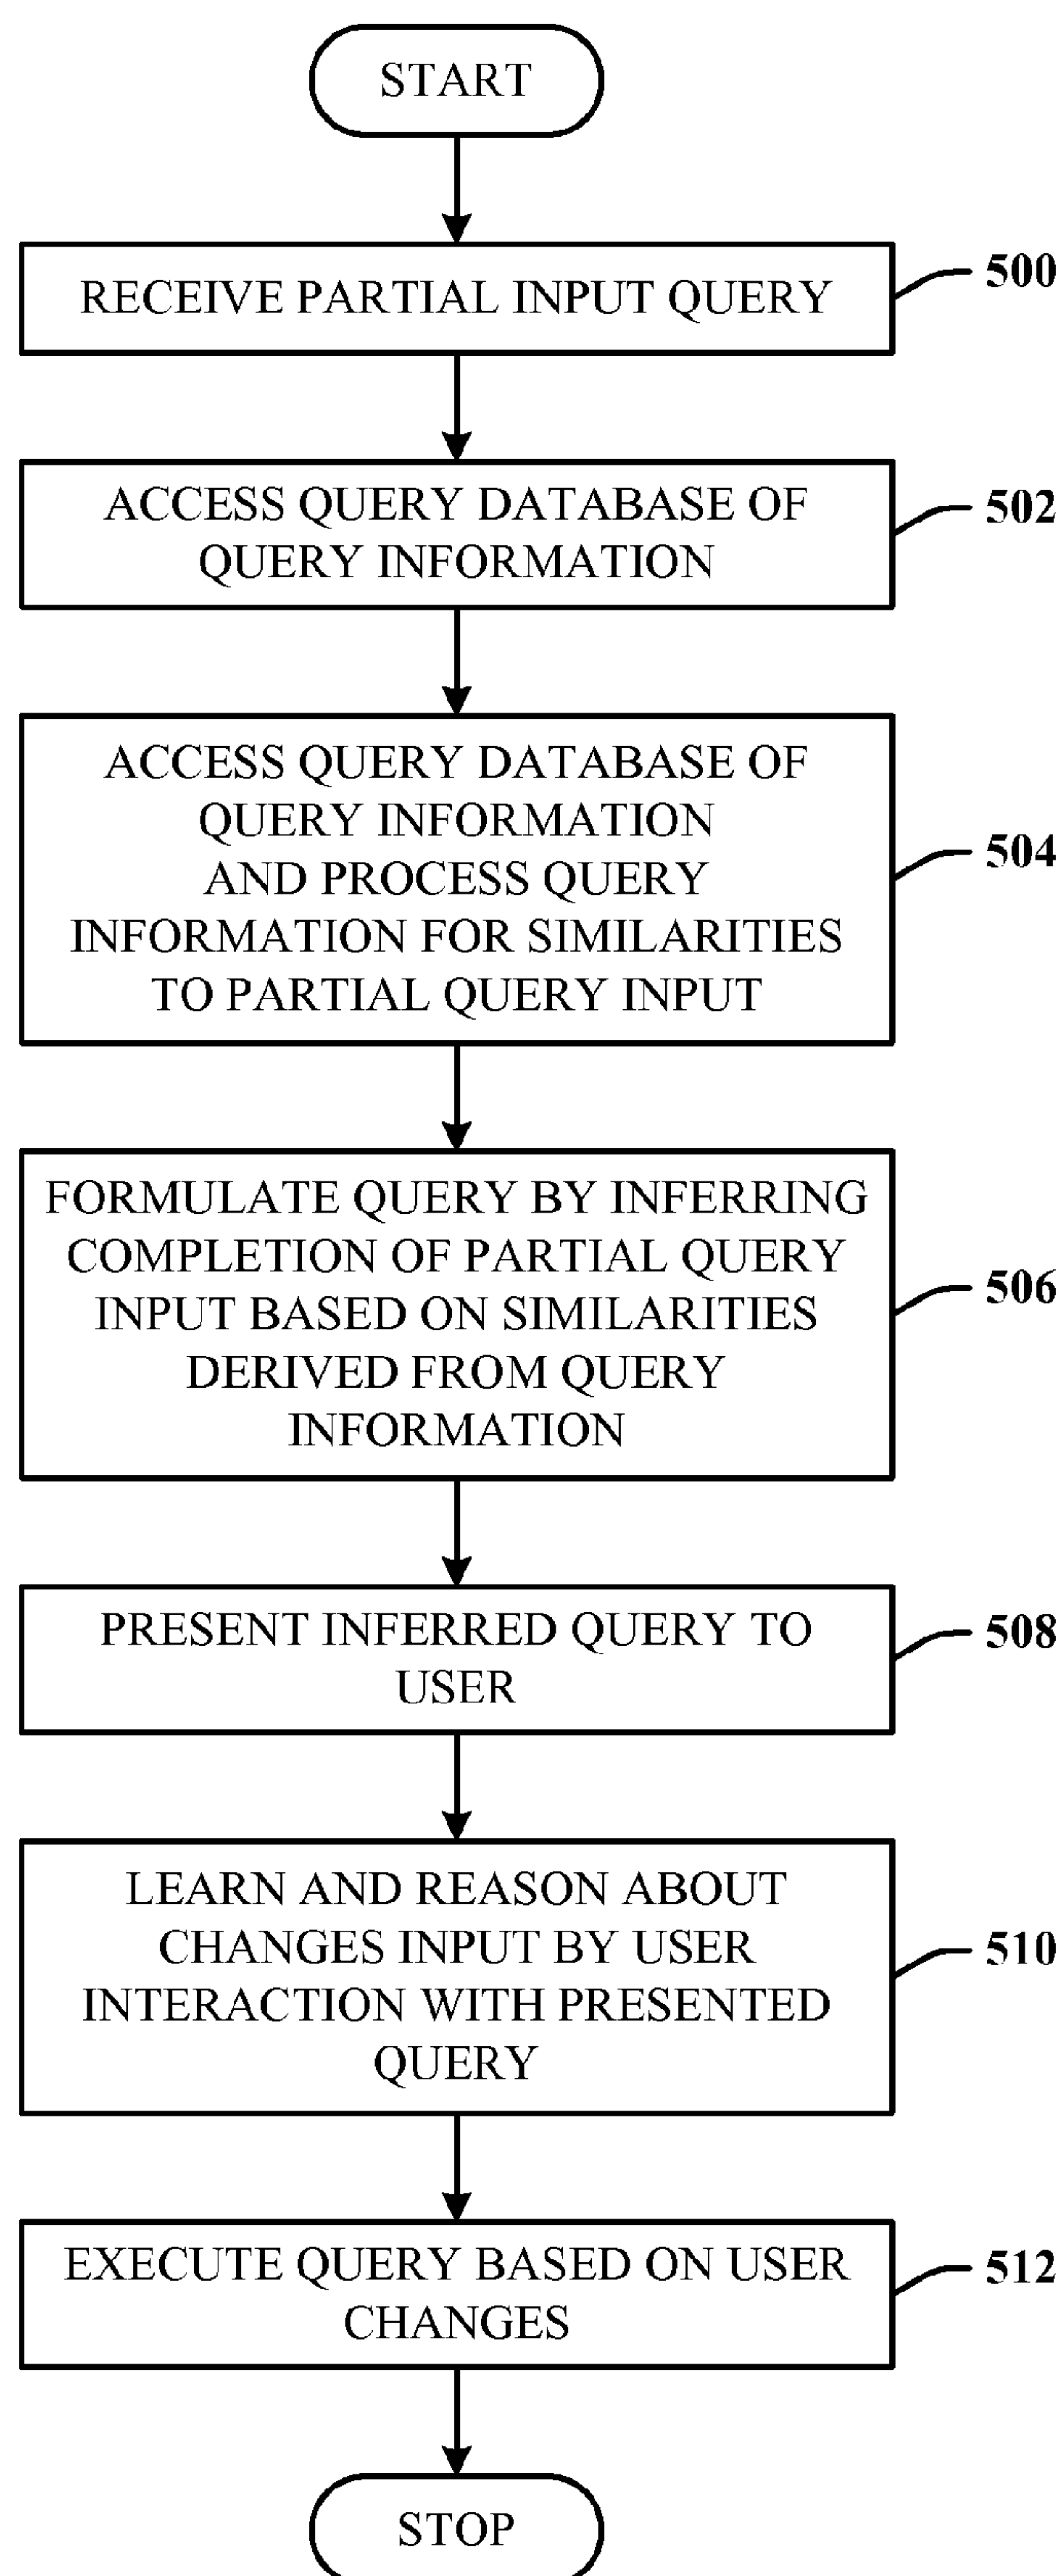 START
RECEIVE PARTIAL INPUT QUERY
500
ACCESS QUERY DATABASE OF
QUERY INFORMATION
502
ACCESS QUERY DATABASE OF
QUERY INFORMATION
AND PROCESS QUERY
INFORMATION FOR SIMILARITIES
TO PARTIAL QUERY INPUT
504
FORMULATE QUERY BY INFERRING
COMPLETION OF PARTIAL QUERY
INPUT BASED ON SIMILARITIES
DERIVED FROM QUERY
INFORMATION
506
PRESENT INFERRED QUERY TO
USER
508
LEARN AND REASON ABOUT
CHANGES INPUT BY USER
INTERACTION WITH PRESENTED
QUERY
510
EXECUTE QUERY BASED ON USER
CHANGES
512
STOP